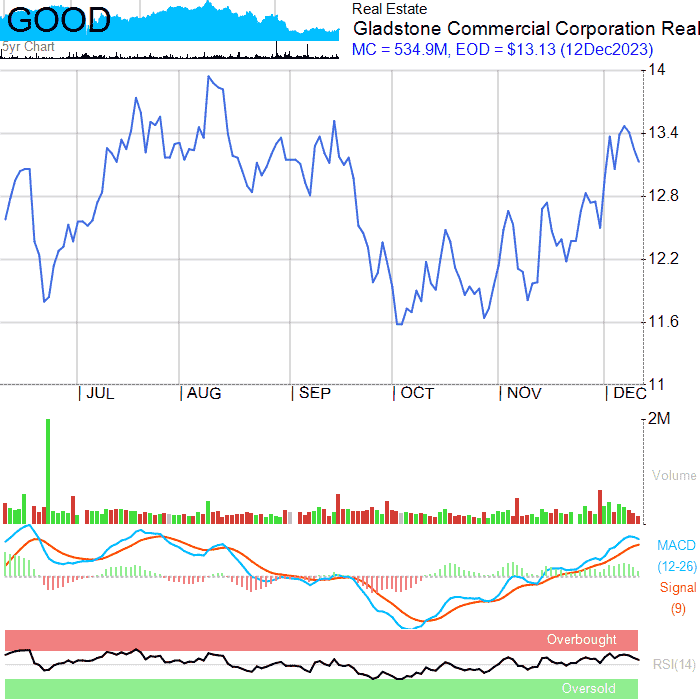 GOOD
5yr Chart
Real Estate
Gladstone Commercial Corporation Real
MC = 534.9M, EOD = $13.13 (12Dec2023)
14
13.4
12.8
12.2
11.6
11
JUL
AUG
SEP
OCT
NOV
DEC
2M
Volume
MACD
(12-26)
Signal
(9)
Overbought
RSI(14)
Oversold